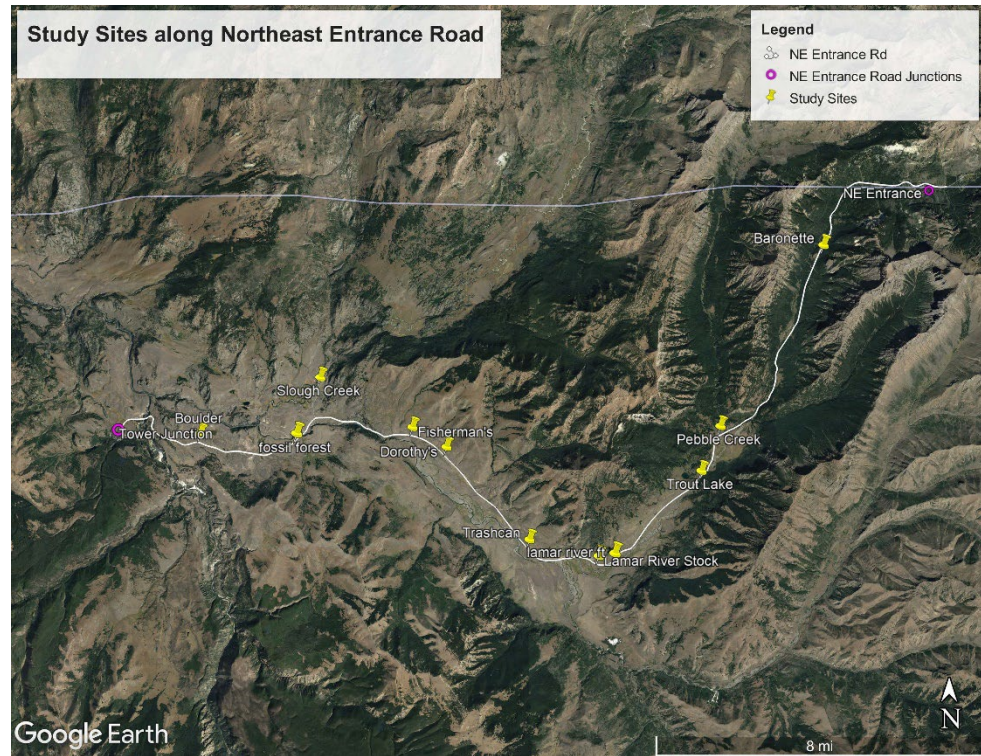 Study Sites along Northeast Entrance Road
Legend
NE Entrance Rd
NE Entrance Road Junctions
Study Sites
NE Entrance
Baronette
Slough Creek
Boulder
Tower Junction
fossil forest
Fisherman's
Dorothy's
Pebble Creek
Trout Lake
Trashcan
lamar river ft
Lamar River Stock
N
Google Earth
8 mi